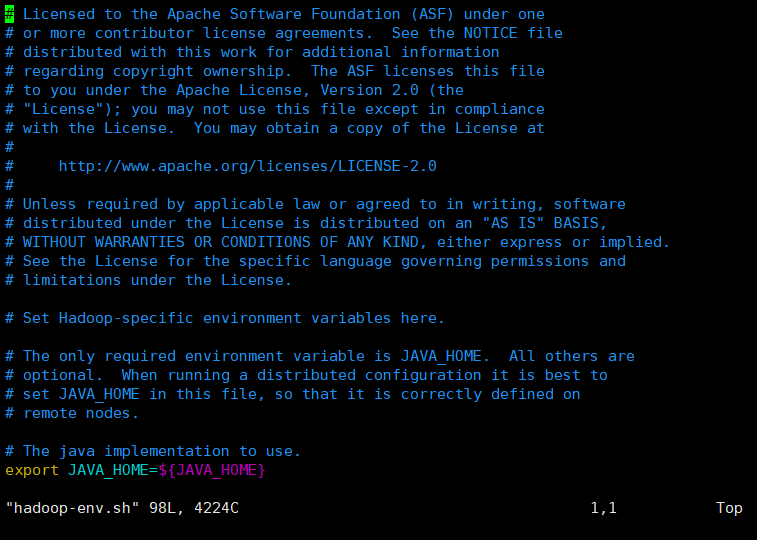 # Licensed to the Apache Software Foundation (ASF) under one
# or more contributor license agreements.  See the NOTICE file
# distributed with this work for additional information
# regarding copyright ownership.  The ASF licenses this file
# to you under the Apache License, Version 2.0 (the
# "License"); you may not use this file except in compliance
# with the License.  You may obtain a copy of the License at
#
#     http://www.apache.org/licenses/LICENSE-2.0
#
# Unless required by applicable law or agreed to in writing, software
# distributed under the License is distributed on an "AS IS" BASIS,
# WITHOUT WARRANTIES OR CONDITIONS OF ANY KIND, either express or implied.
# See the License for the specific language governing permissions and
# limitations under the License.

# Set Hadoop-specific environment variables here.

# The only required environment variable is JAVA_HOME.  All others are
# optional.  When running a distributed configuration it is best to
# set JAVA_HOME in this file, so that it is correctly defined on
# remote nodes.

# The java implementation to use.
export JAVA_HOME=${JAVA_HOME}

"hadoop-env.sh" 98L, 4224C 1,1 Top